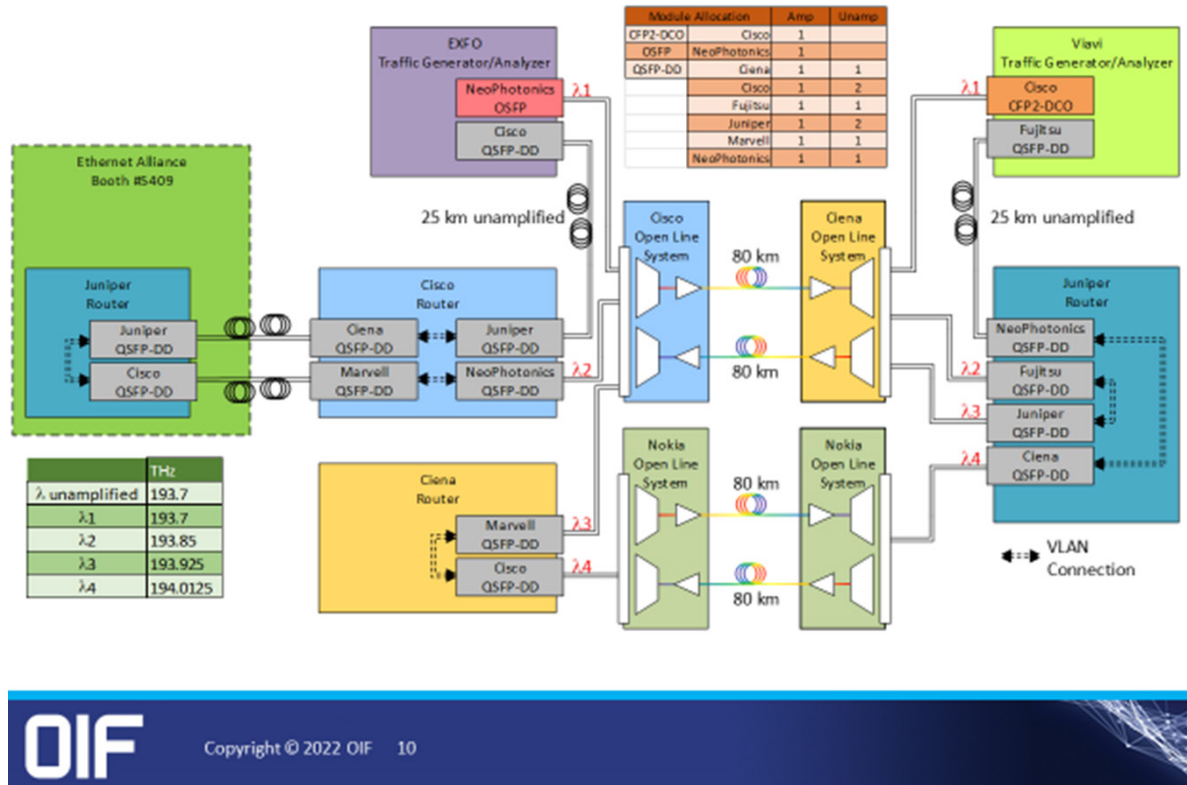 EXFO
Traffic Generator/Analyzer
NeoPhotonics
OSFP
Cisco
QSFP-DD
λ1
Module Allocation Amp Unamp
CFP2-DCO Cisco 1
OSFP NeoPhotonics 1
QSFP-DD Ciena 1 1
Cisco 1 2
Fujitsu 1 1
Juniper 1 2
Marvell 1 1
NeoPhotonics 1 1
Viavi
Traffic Generator/Analyzer
λ1
Cisco
CFP2-DCO
Fujitsu
QSFP-DD
Ethernet Alliance
Booth #5409
25 km unamplified
25 km unamplified
Juniper
Router
Juniper
QSFP-DD
Cisco
QSFP-DD
Cisco
Router
Ciena
QSFP-DD
Juniper
QSFP-DD
Marvell
QSFP-DD
NeoPhotonics
QSFP-DD
λ2
Cisco
Open Line
System
80 km
80 km
Ciena
Open Line
System
Juniper
Router
NeoPhotonics
QSFP-DD
λ2
Fujitsu
QSFP-DD
λ3
Juniper
QSFP-DD
λ4
Ciena
QSFP-DD
THz
λ unamplified 193.7
λ1 193.7
λ2 193.85
λ3 193.925
λ4 194.0125
Ciena
Router
Marvell
QSFP-DD
λ3
Cisco
QSFP-DD
λ4
Nokia
Open Line
System
80 km
80 km
Nokia
Open Line
System
VLAN
Connection
OIF
Copyright © 2022 OIF 10